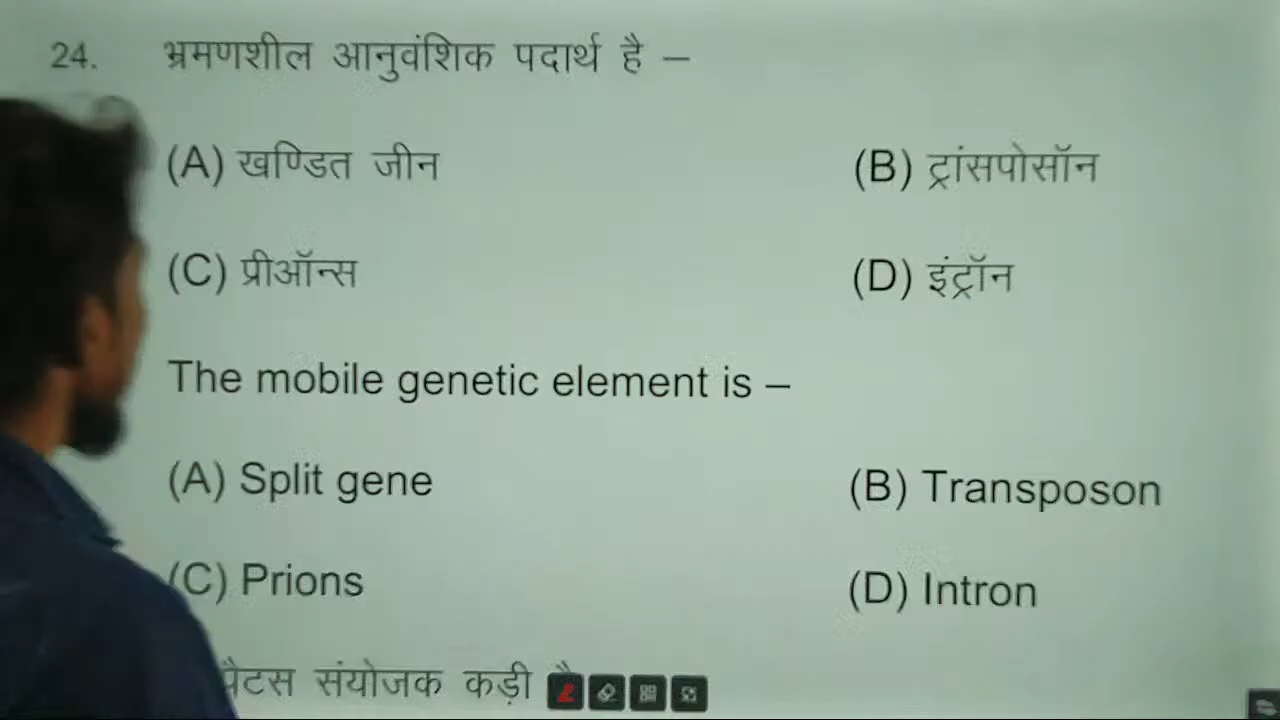 24. भ्रमणशील आनुवंशिक पदार्थ है –
(A) खण्डित जीन (B) ट्रांसपोसॉन
(C) प्रीऑन्स (D) इंट्रॉन
The mobile genetic element is –
(A) Split gene (B) Transposon
(C) Prions (D) Intron
संयोजक कड़ी